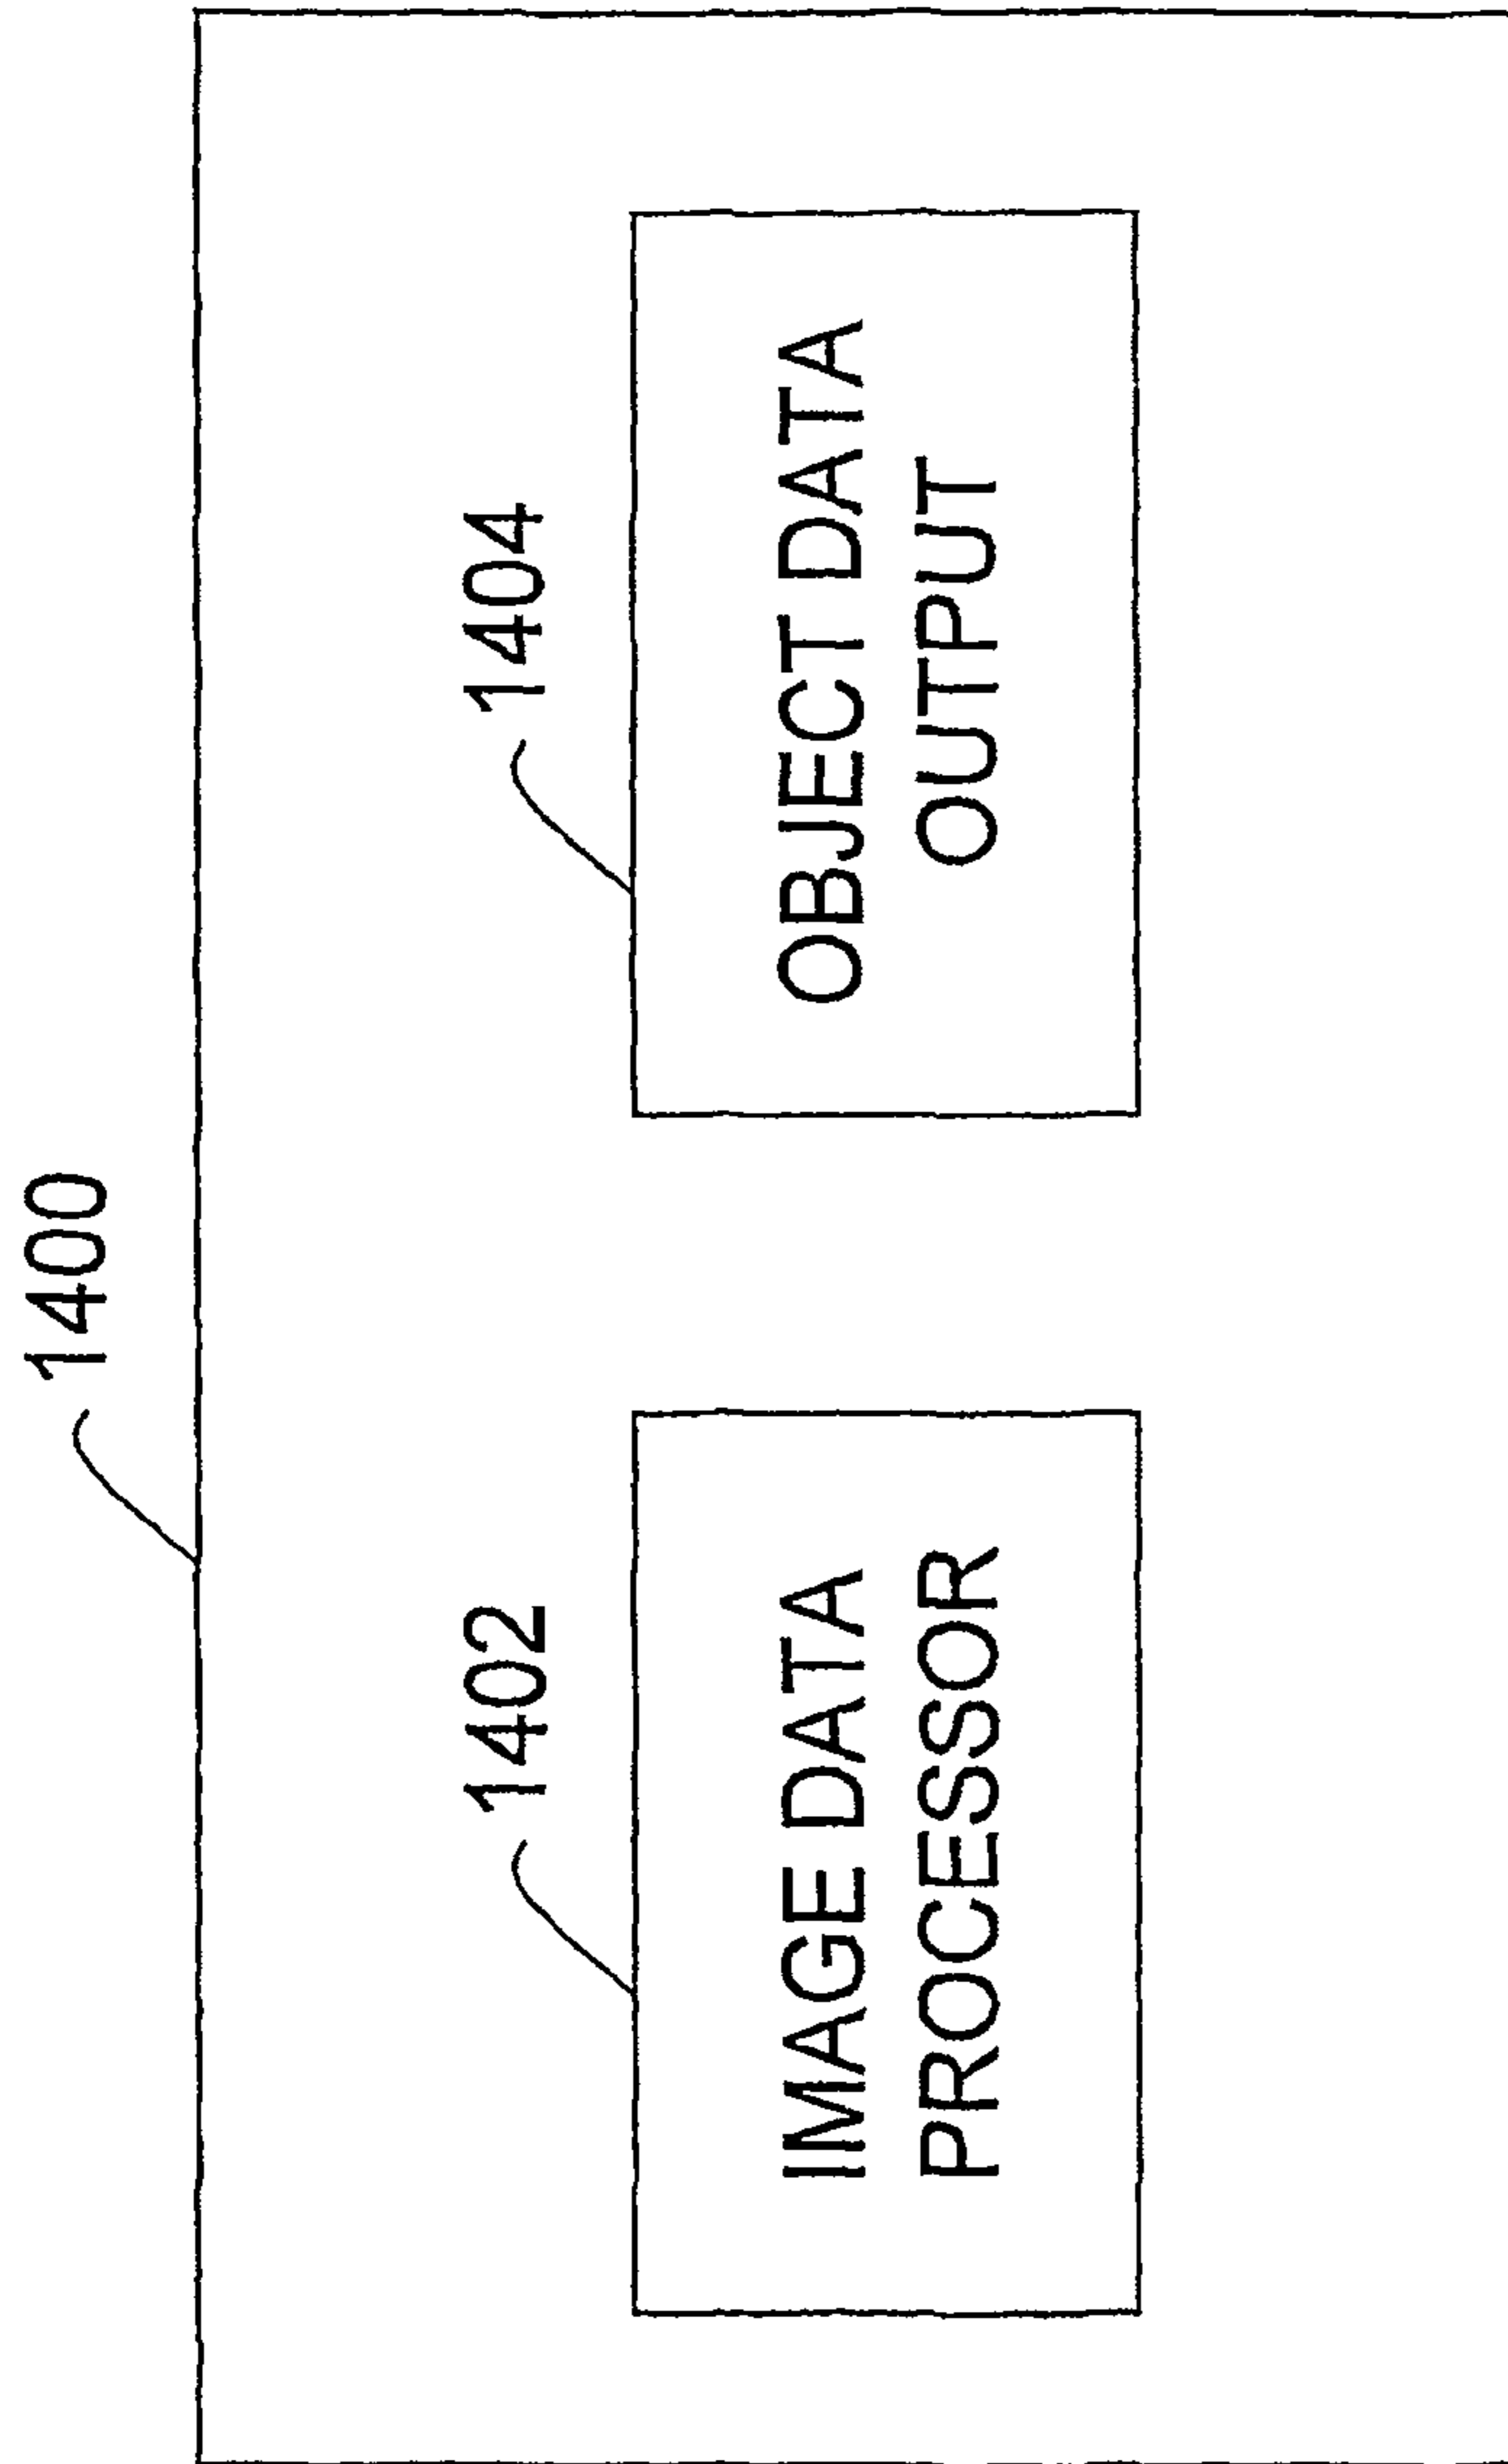 1400
1402
IMAGE DATA
PROCESSOR
1404
OBJECT DATA
OUTPUT